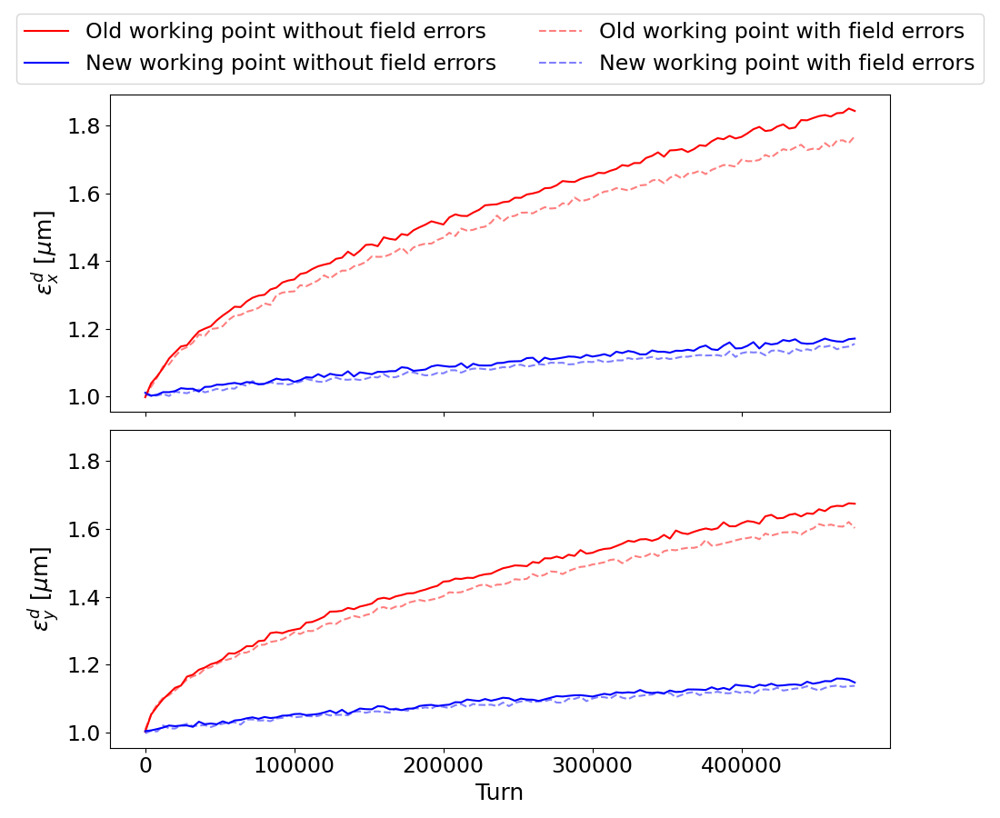 Old working point without field errors
Old working point with field errors
New working point without field errors
New working point with field errors
1.8
1.6
1.4
1.2
1.0
ε_x^d [μm]
1.8
1.6
1.4
1.2
1.0
ε_y^d [μm]
0 100000 200000 300000 400000
Turn